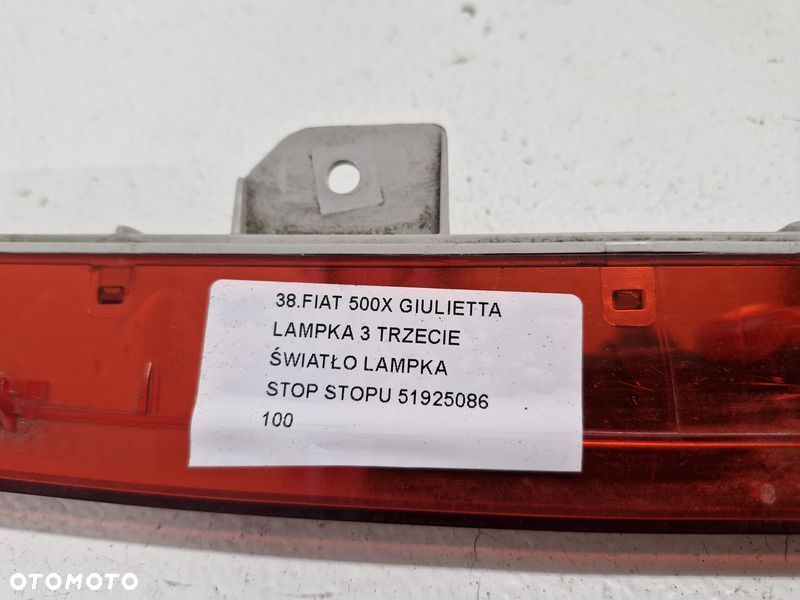 38.FIAT 500X GIULIETTA
LAMPKA 3 TRZECIE
ŚWIATŁO LAMPKA
STOP STOPU 51925086
100
OTOMOTO